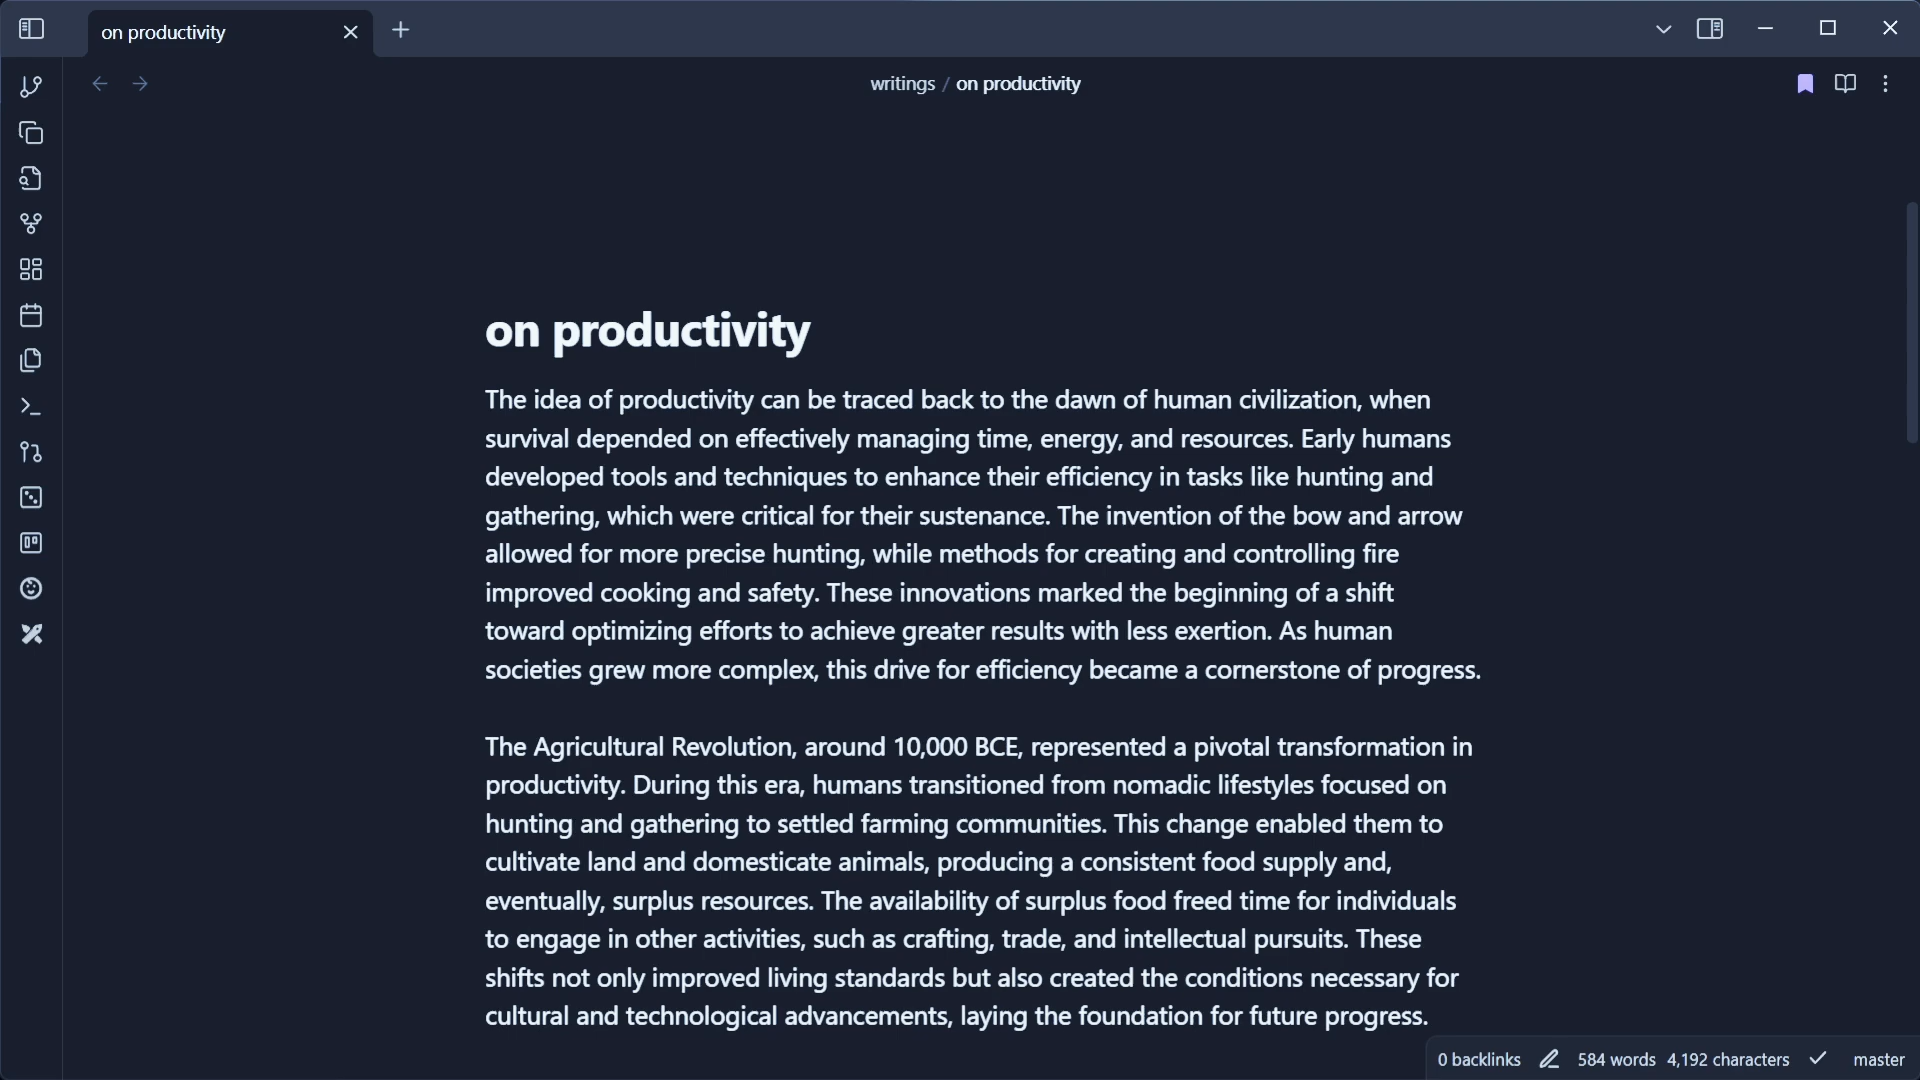 on productivity
writings / on productivity
on productivity
The idea of productivity can be traced back to the dawn of human civilization, when
survival depended on effectively managing time, energy, and resources. Early humans
developed tools and techniques to enhance their efficiency in tasks like hunting and
gathering, which were critical for their sustenance. The invention of the bow and arrow
allowed for more precise hunting, while methods for creating and controlling fire
improved cooking and safety. These innovations marked the beginning of a shift
toward optimizing efforts to achieve greater results with less exertion. As human
societies grew more complex, this drive for efficiency became a cornerstone of progress.
The Agricultural Revolution, around 10,000 BCE, represented a pivotal transformation in
productivity. During this era, humans transitioned from nomadic lifestyles focused on
hunting and gathering to settled farming communities. This change enabled them to
cultivate land and domesticate animals, producing a consistent food supply and,
eventually, surplus resources. The availability of surplus food freed time for individuals
to engage in other activities, such as crafting, trade, and intellectual pursuits. These
shifts not only improved living standards but also created the conditions necessary for
cultural and technological advancements, laying the foundation for future progress.
0 backlinks 584 words 4,192 characters master